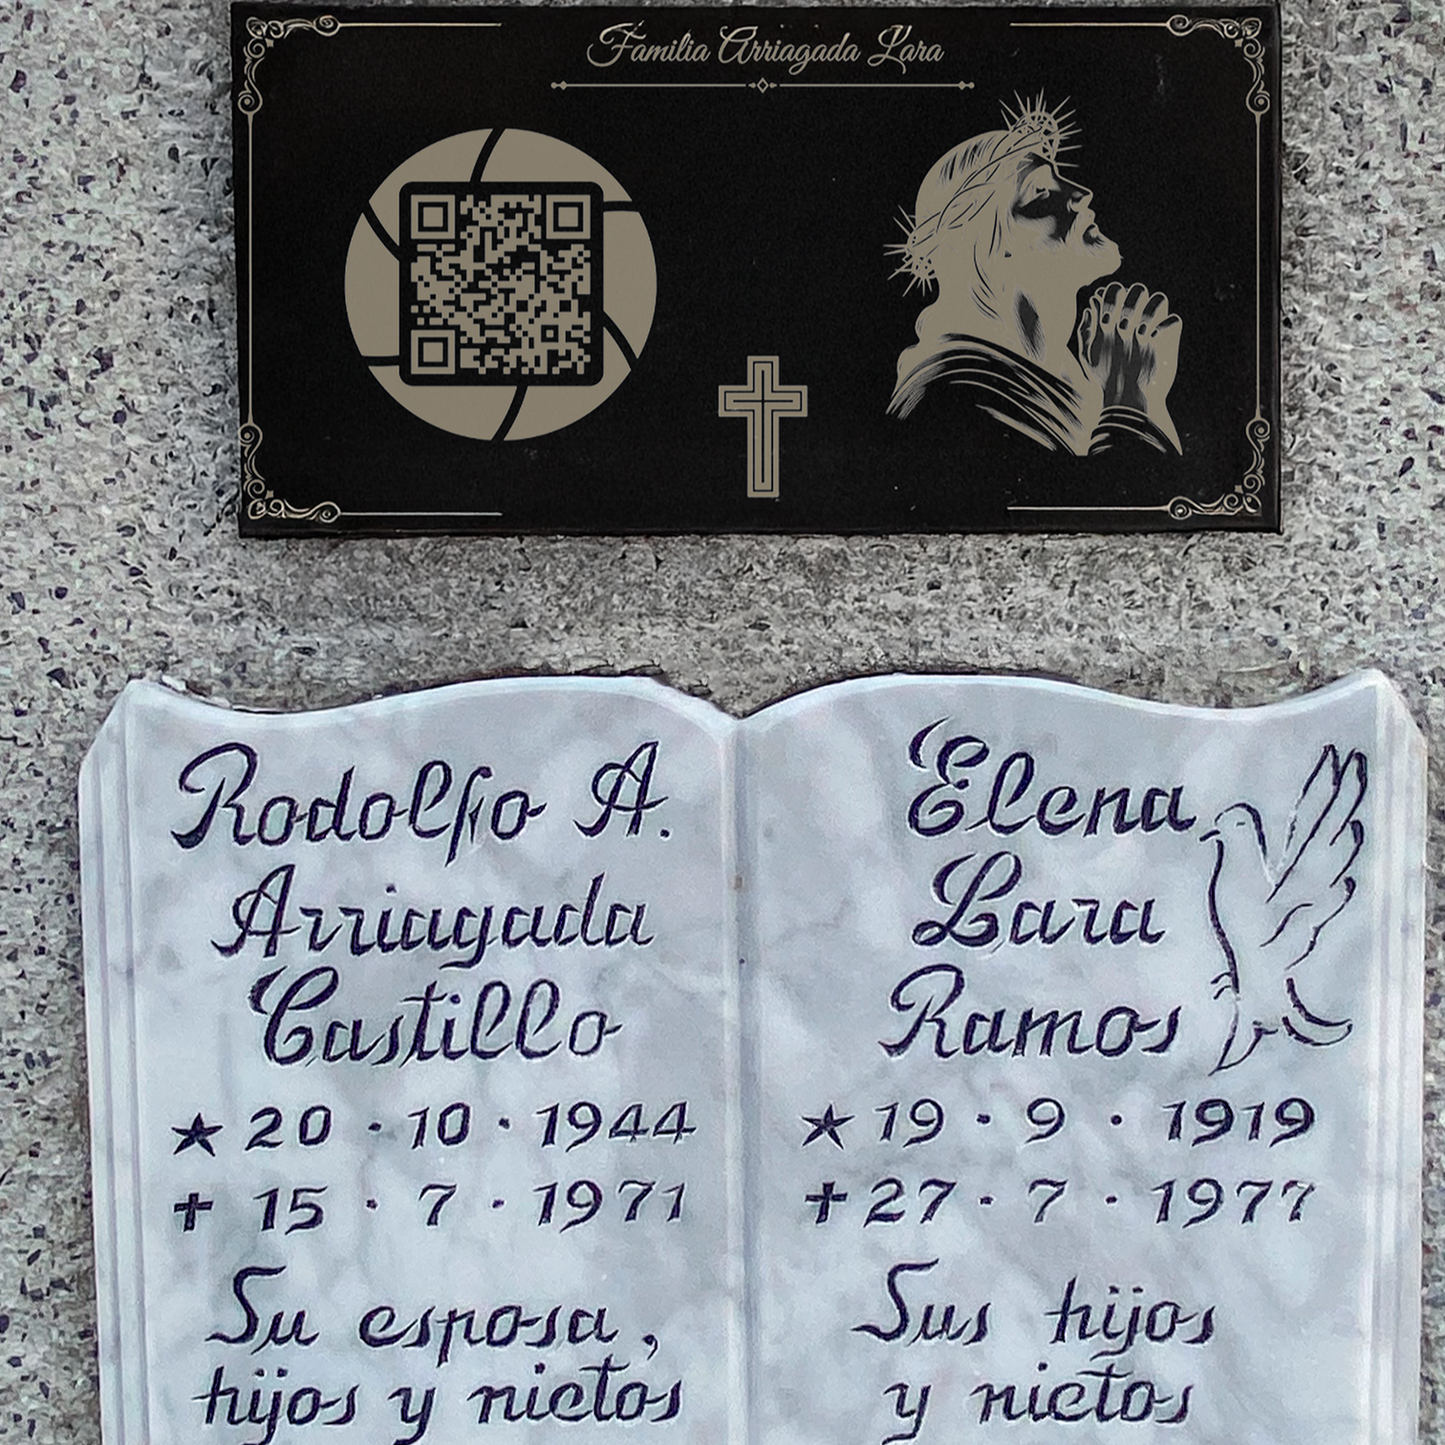 Familia Arriagada Lara
Rodolfo A.
Arriagada
Castillo
★ 20 · 10 · 1944
✝ 15 · 7 · 1971
Su esposa,
hijos y nietos
Elena
Lara
Ramos
★ 19 · 9 · 1919
✝ 27 · 7 · 1977
Sus hijos
y nietos